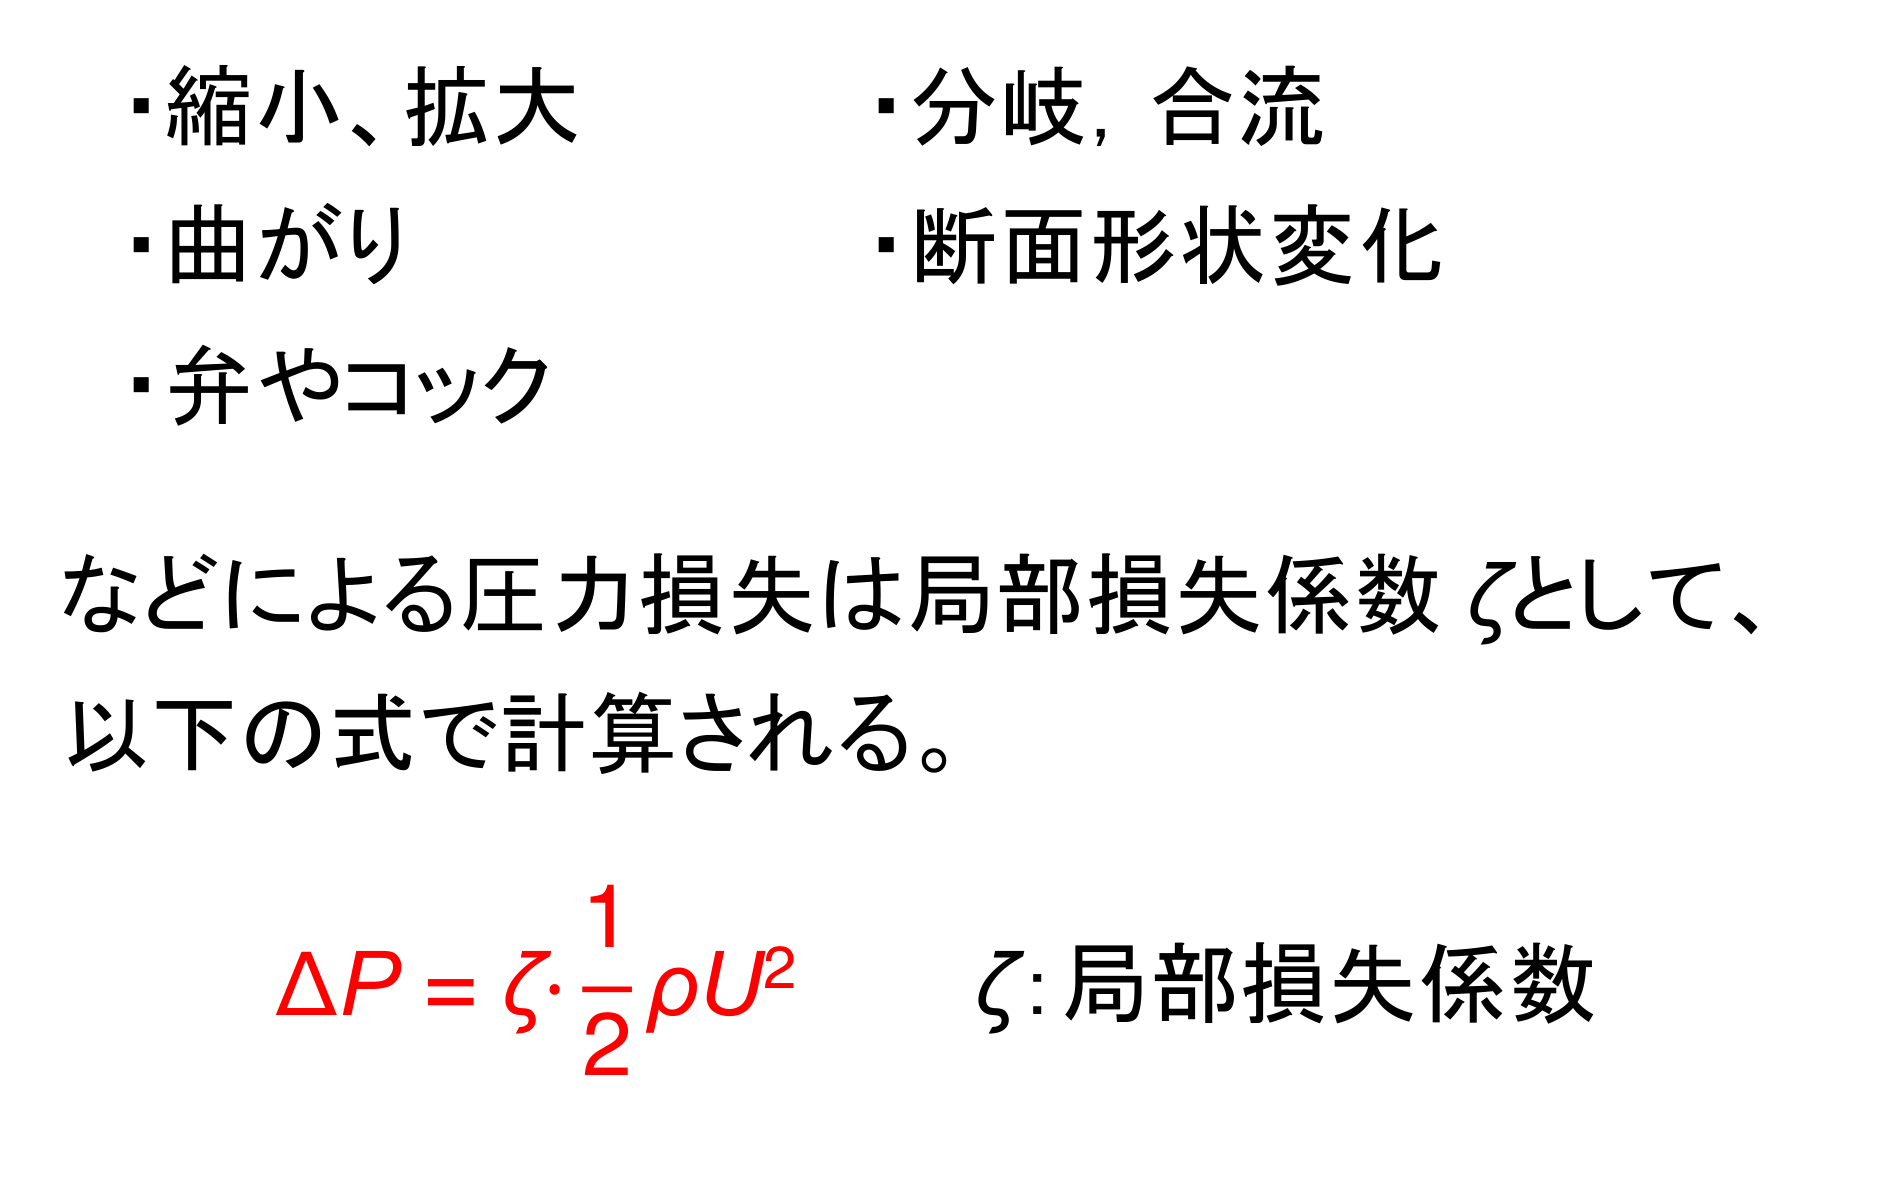 ・縮小、拡大
・分岐, 合流
・曲がり
・断面形状変化
・弁やコック
などによる圧力損失は局部損失係数 ζとして、
以下の式で計算される。
ΔP = ζ· 1/2 ρU²
ζ: 局部損失係数